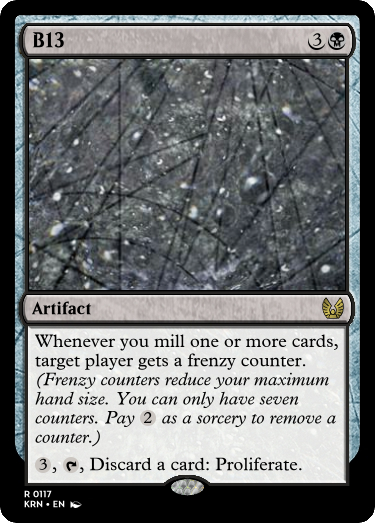 B13
3
Artifact
Whenever you mill one or more cards,
target player gets a frenzy counter.
(Frenzy counters reduce your maximum
hand size. You can only have seven
counters. Pay 2 as a sorcery to remove a
counter.)
3, , Discard a card: Proliferate.
R 0117
KRN • EN